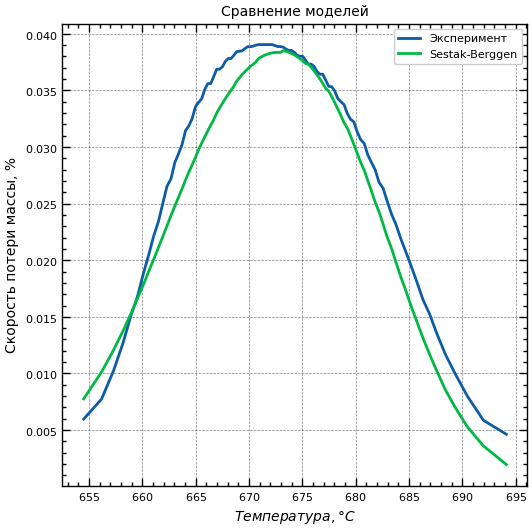 Сравнение моделей
Эксперимент
Sestak-Berggen
Скорость потери массы, %
0.040
0.035
0.030
0.025
0.020
0.015
0.010
0.005
655 660 665 670 675 680 685 690 695
Температура, °C